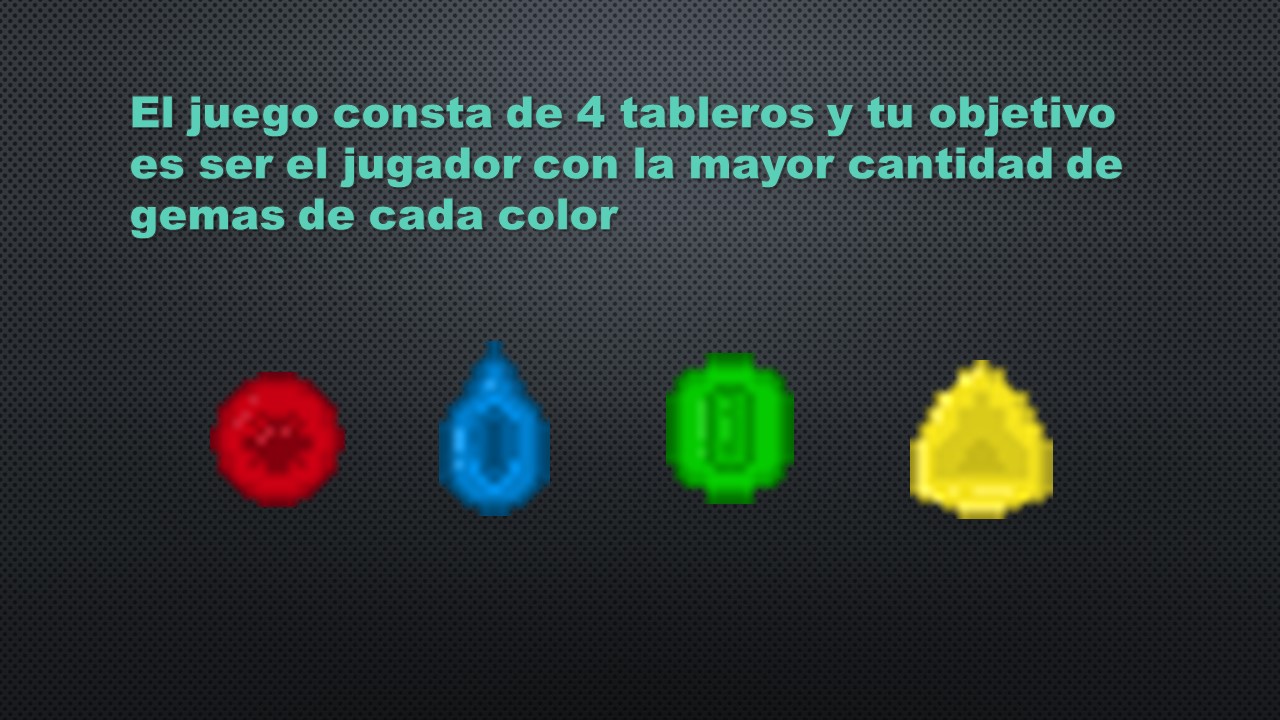 El juego consta de 4 tableros y tu objetivo
es ser el jugador con la mayor cantidad de
gemas de cada color